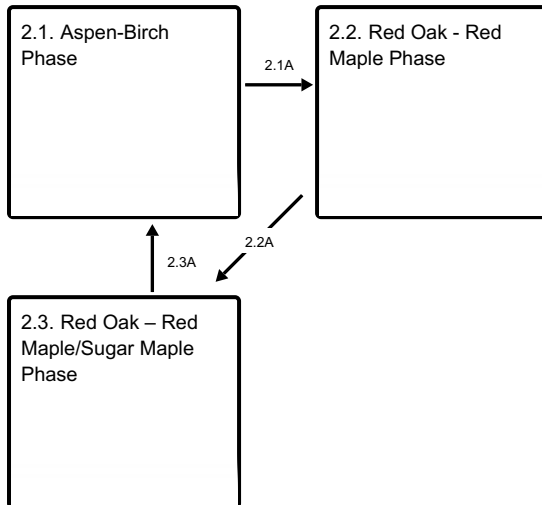 2.1. Aspen-Birch
Phase
2.1A
2.2. Red Oak - Red
Maple Phase
2.2A
2.3A
2.3. Red Oak – Red
Maple/Sugar Maple
Phase